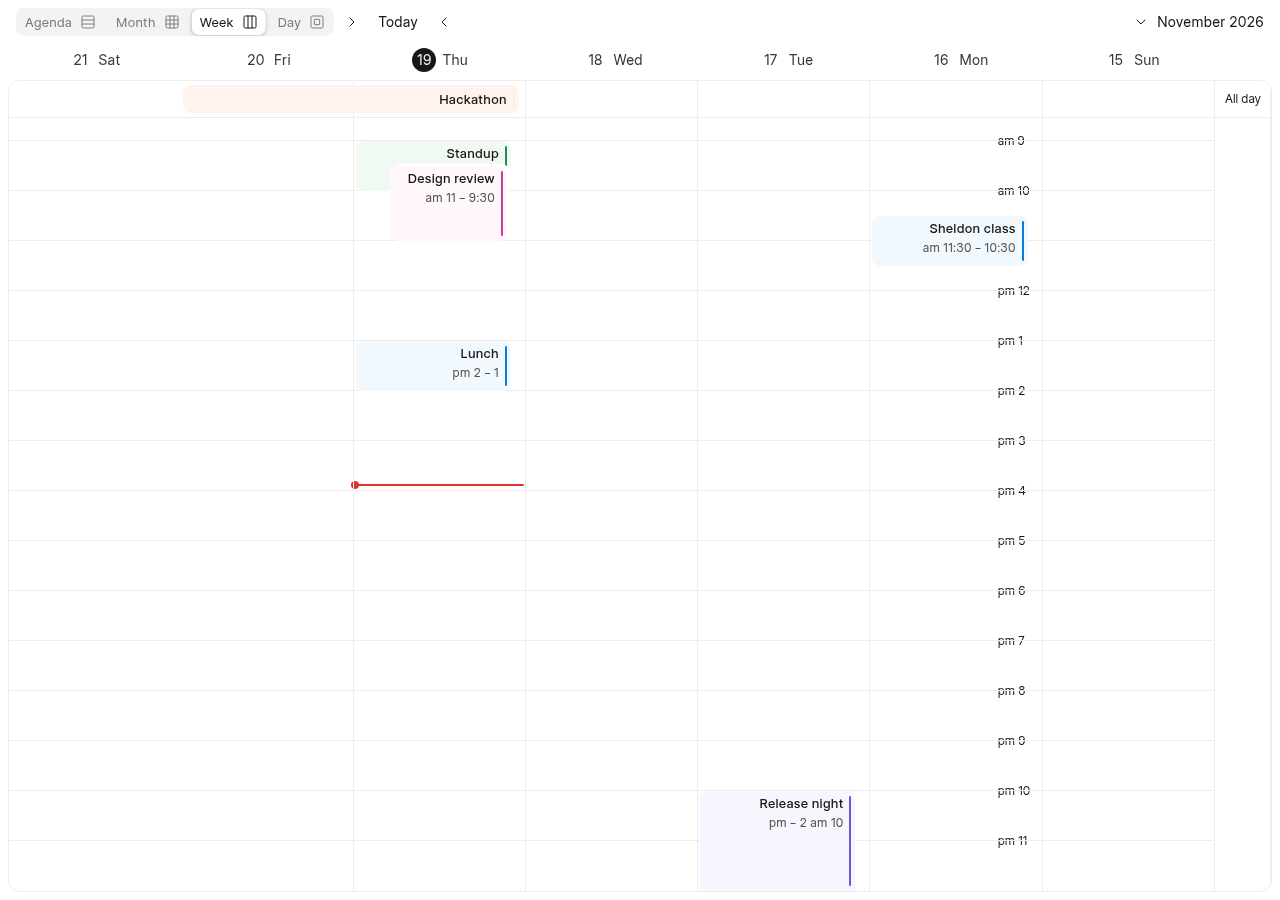 Agenda
Month
Week
Day
Today
November 2026
21 Sat
20 Fri
19 Thu
18 Wed
17 Tue
16 Mon
15 Sun
Hackathon
All day
am 9
Standup
Design review
am 11 – 9:30
am 10
Sheldon class
am 11:30 – 10:30
pm 12
pm 1
Lunch
pm 2 – 1
pm 2
pm 3
pm 4
pm 5
pm 6
pm 7
pm 8
pm 9
pm 10
Release night
pm – 2 am 10
pm 11